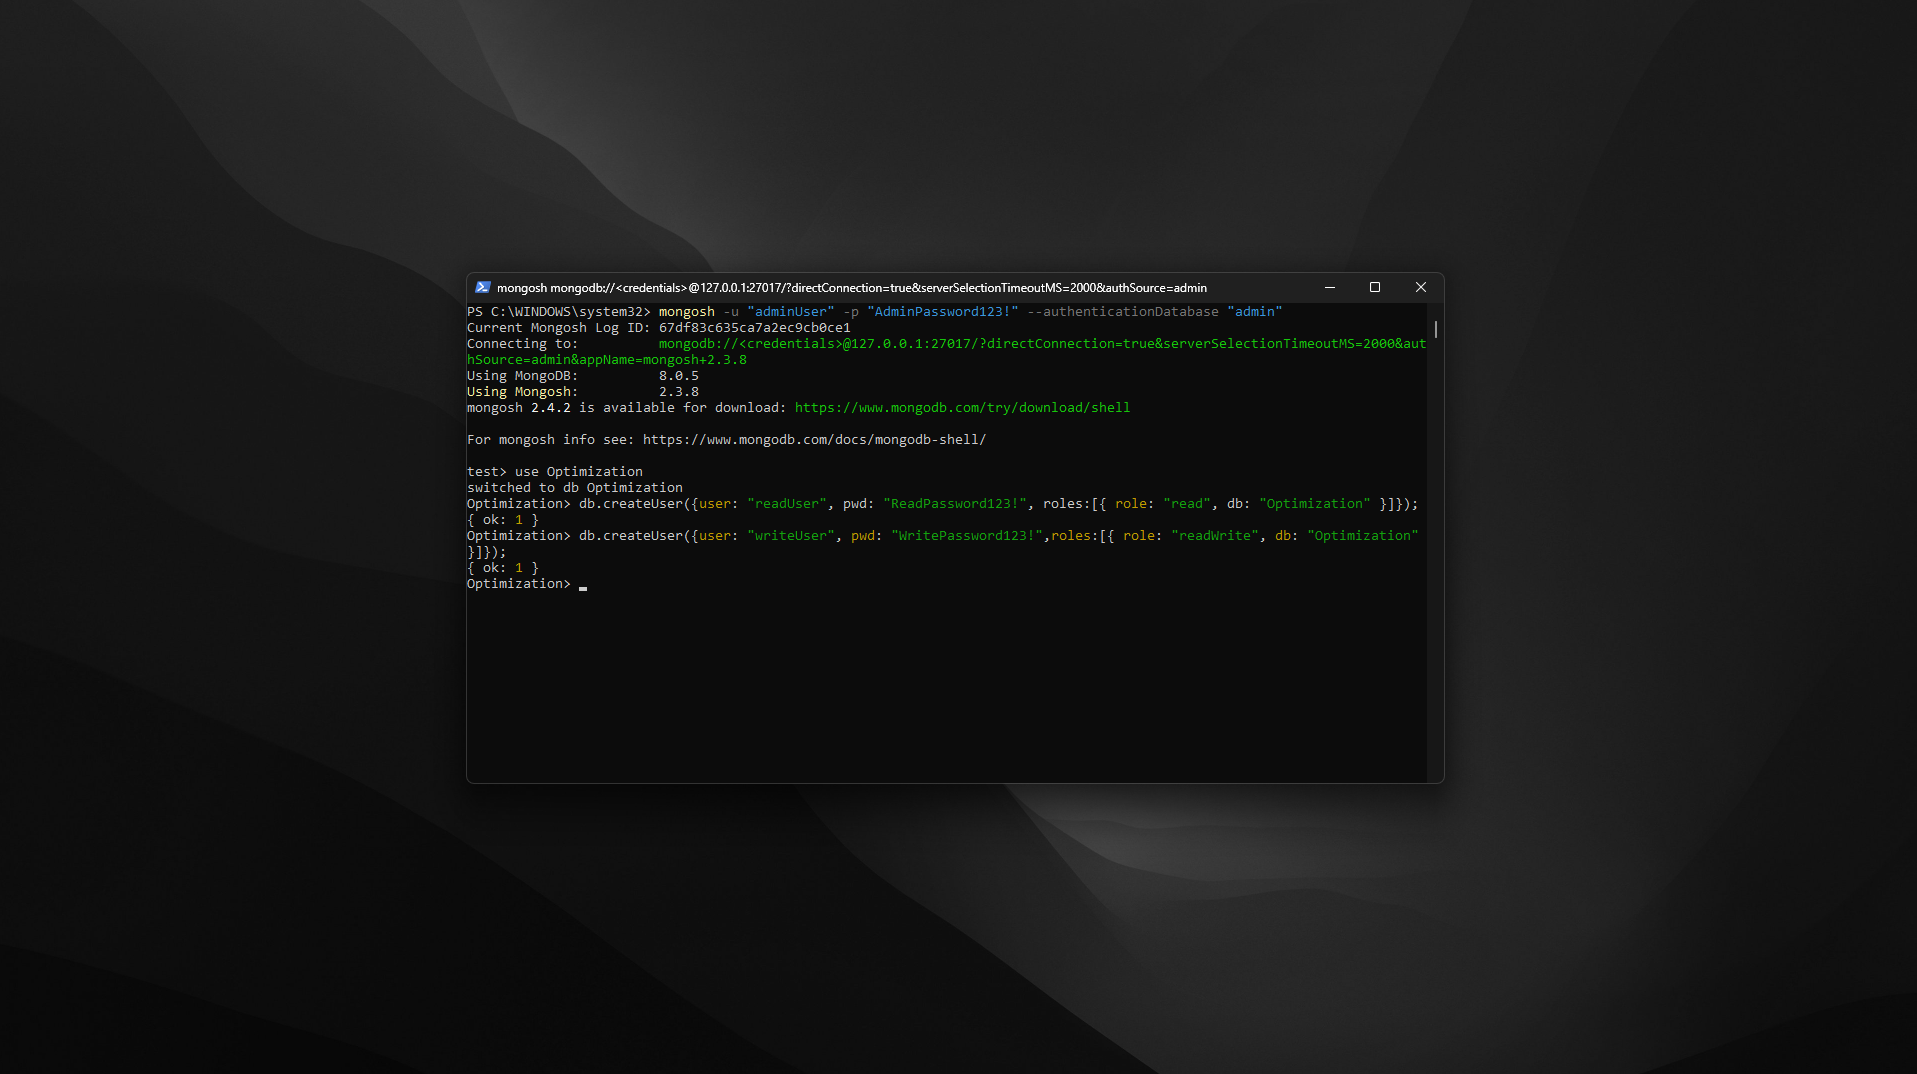 mongosh mongodb://<credentials>@127.0.0.1:27017/?directConnection=true&serverSelectionTimeoutMS=2000&authSource=admin
PS C:\WINDOWS\system32> mongosh -u "adminUser" -p "AdminPassword123!" --authenticationDatabase "admin"
Current Mongosh Log ID: 67df83c635ca7a2ec9cb0ce1
Connecting to:          mongodb://<credentials>@127.0.0.1:27017/?directConnection=true&serverSelectionTimeoutMS=2000&aut
hSource=admin&appName=mongosh+2.3.8
Using MongoDB:          8.0.5
Using Mongosh:          2.3.8
mongosh 2.4.2 is available for download: https://www.mongodb.com/try/download/shell
For mongosh info see: https://www.mongodb.com/docs/mongodb-shell/
test> use Optimization
switched to db Optimization
Optimization> db.createUser({user: "readUser", pwd: "ReadPassword123!", roles:[{ role: "read", db: "Optimization" }]});
{ ok: 1 }
Optimization> db.createUser({user: "writeUser", pwd: "WritePassword123!",roles:[{ role: "readWrite", db: "Optimization"
}]});
{ ok: 1 }
Optimization>